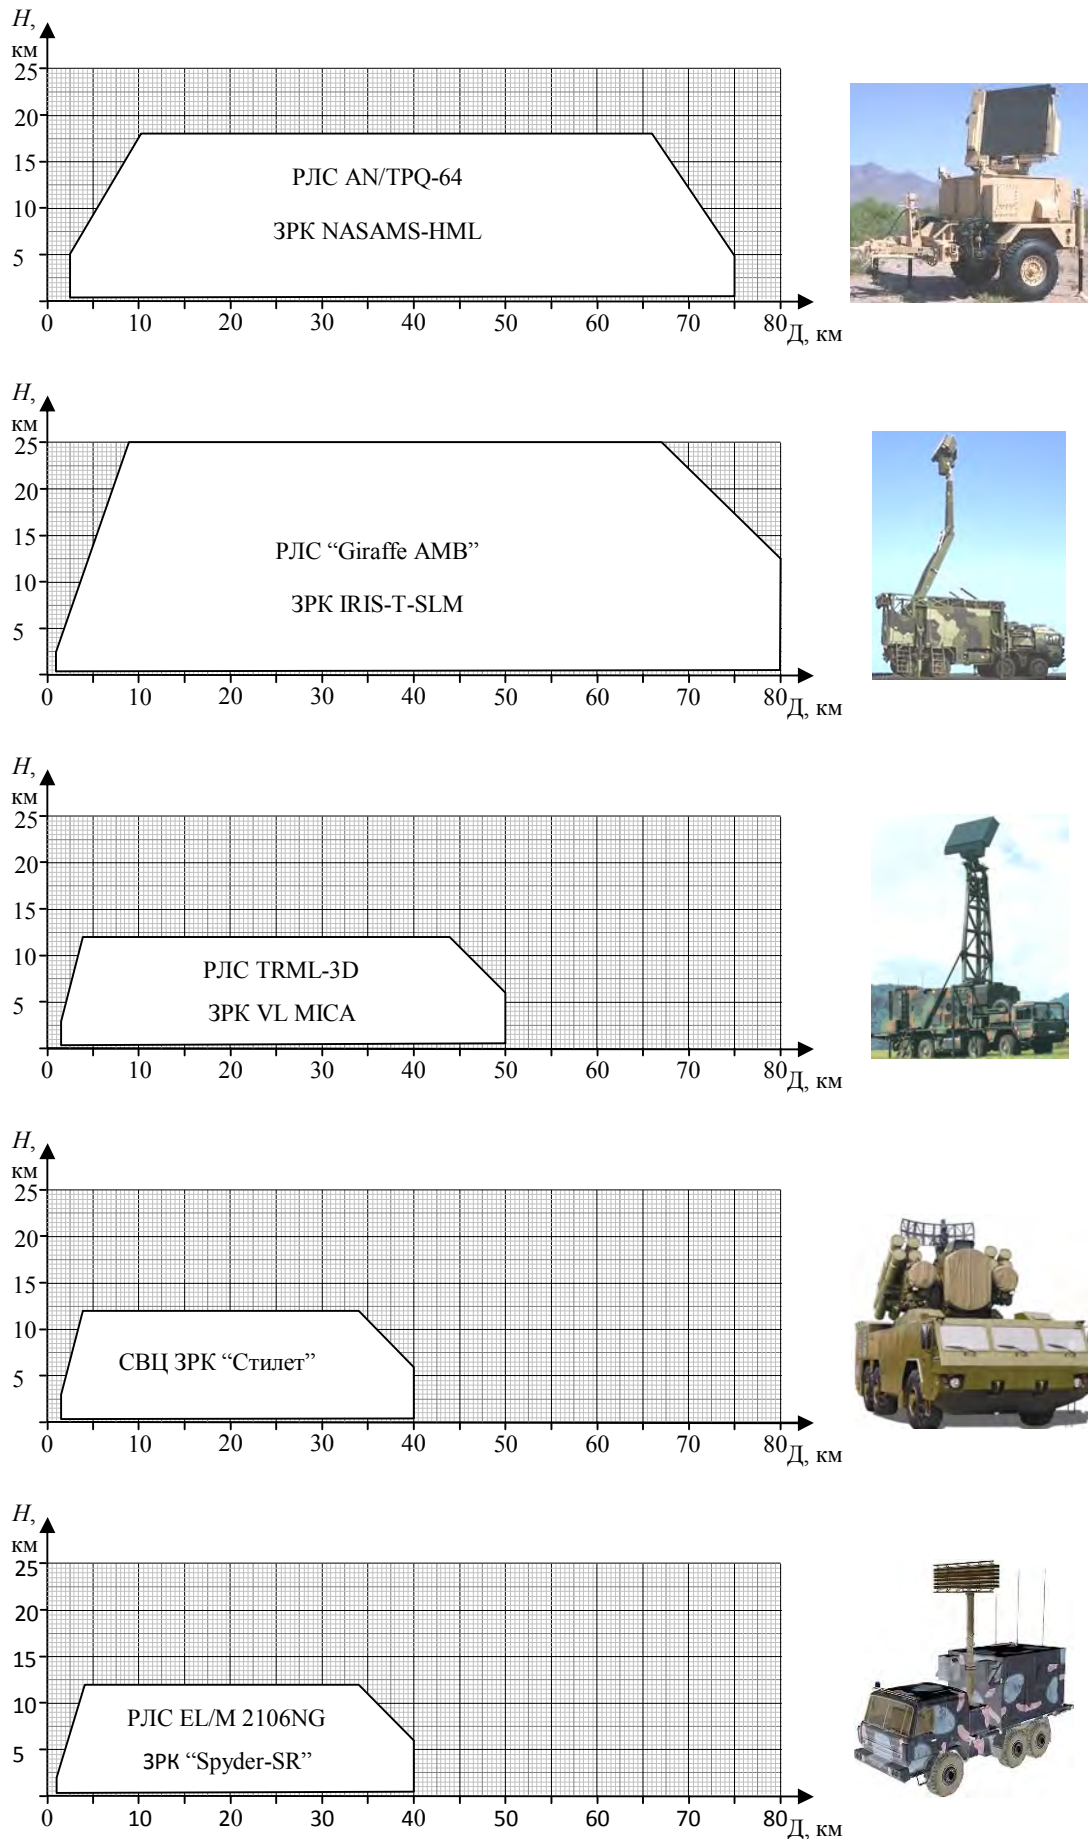 H,
км
25
20
15
10
5
РЛС AN/TPQ-64
ЗРК NASAMS-HML
0 10 20 30 40 50 60 70 80 Д, км
H,
км
25
20
15
10
5
РЛС “Giraffe AMB”
ЗРК IRIS-T-SLM
0 10 20 30 40 50 60 70 80 Д, км
H,
км
25
20
15
10
5
РЛС TRML-3D
ЗРК VL MICA
0 10 20 30 40 50 60 70 80 Д, км
H,
км
25
20
15
10
5
СВЦ ЗРК “Стилет”
0 10 20 30 40 50 60 70 80 Д, км
H,
км
25
20
15
10
5
РЛС EL/M 2106NG
ЗРК “Spyder-SR”
0 10 20 30 40 50 60 70 80 Д, км